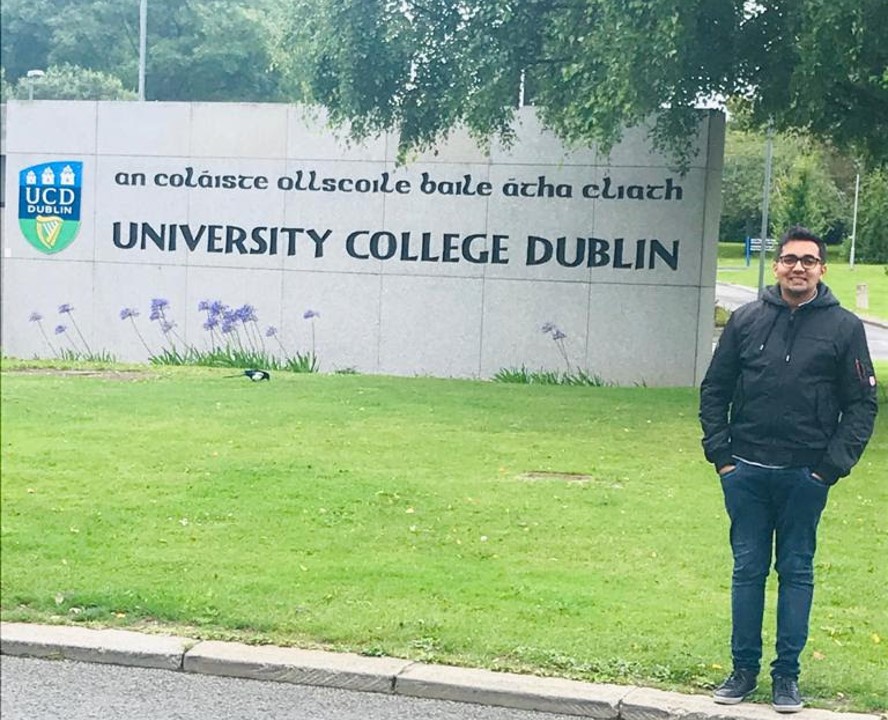 an coláiste ollscoile baile átha cliath
UCD
DUBLIN
UNIVERSITY COLLEGE DUBLIN